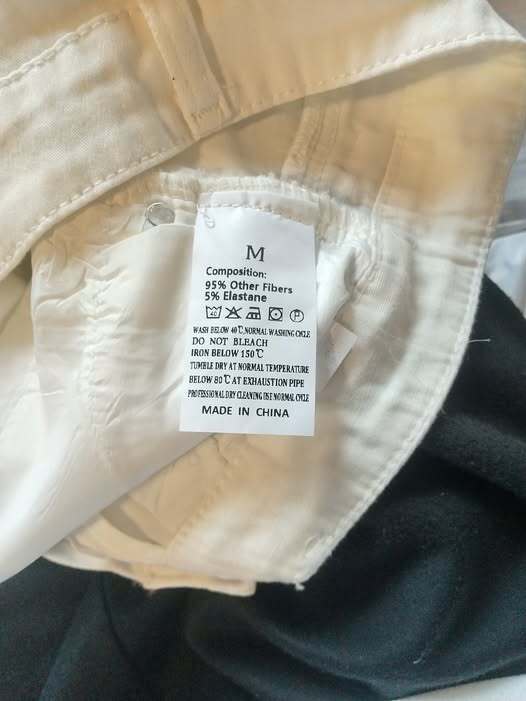 M
Composition:
95% Other Fibers
5% Elastane
WASH BELOW 40℃,NORMAL WASHING CYCLE
DO NOT BLEACH
IRON BELOW 150℃
TUMBLE DRY AT NORMAL TEMPERATURE
BELOW 80℃ AT EXHAUSTION PIPE
PROFESSIONAL DRY CLEANING USE NORMAL CYCLE
MADE IN CHINA